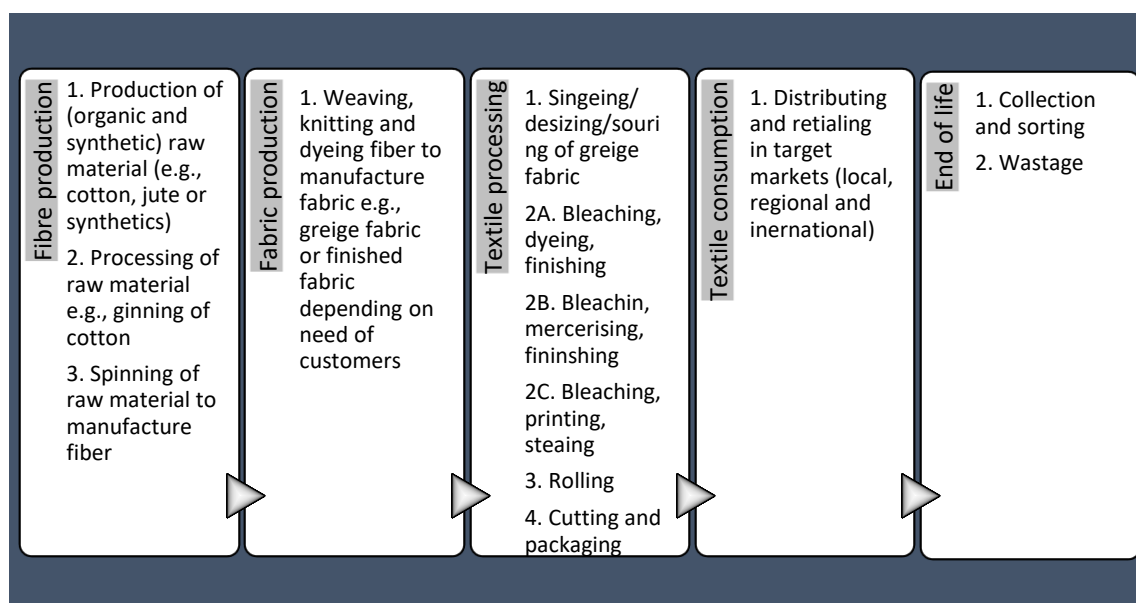 Fibre production
1. Production of
(organic and
synthetic) raw
material (e.g.,
cotton, jute or
synthetics)
2. Processing of
raw material
e.g., ginning of
cotton
3. Spinning of
raw material to
manufacture
fiber
Fabric production
1. Weaving,
knitting and
dyeing fiber to
manufacture
fabric e.g.,
greige fabric
or finished
fabric
depending on
need of
customers
Textile processing
1. Singeing/
desizing/souri
ng of greige
fabric
2A. Bleaching,
dyeing,
finishing
2B. Bleachin,
mercerising,
fininshing
2C. Bleaching,
printing,
steaing
3. Rolling
4. Cutting and
packaging
Textile consumption
1. Distributing
and retialing
in target
markets (local,
regional and
inernational)
End of life
1. Collection
and sorting
2. Wastage